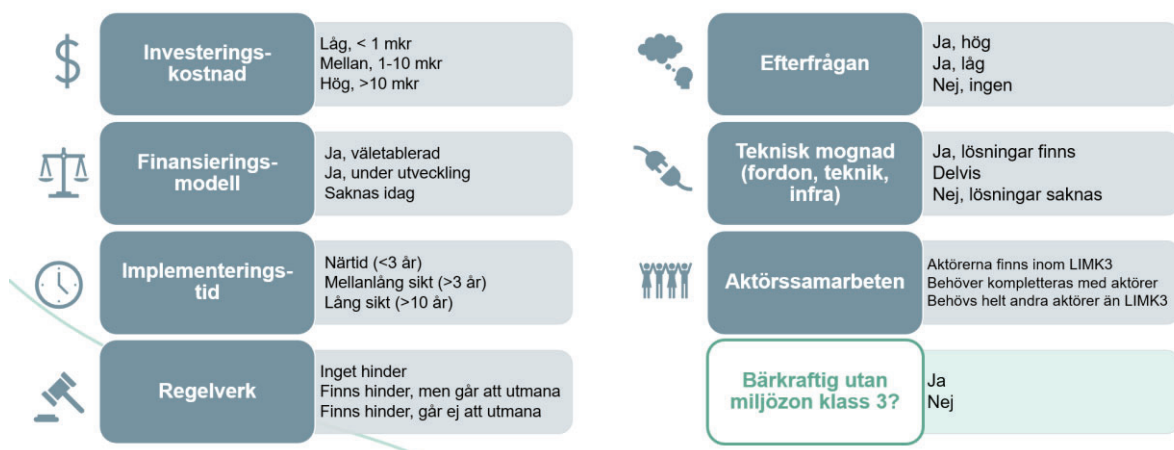 Investerings-
kostnad
Låg, < 1 mkr
Mellan, 1-10 mkr
Hög, >10 mkr
Finansierings-
modell
Ja, väletablerad
Ja, under utveckling
Saknas idag
Implementerings-
tid
Närtid (<3 år)
Mellanlång sikt (>3 år)
Lång sikt (>10 år)
Regelverk
Inget hinder
Finns hinder, men går att utmana
Finns hinder, går ej att utmana
Efterfrågan
Ja, hög
Ja, låg
Nej, ingen
Teknisk mognad
(fordon, teknik,
infra)
Ja, lösningar finns
Delvis
Nej, lösningar saknas
Aktörssamarbeten
Aktörerna finns inom LIMK3
Behöver kompletteras med aktörer
Behövs helt andra aktörer än LIMK3
Bärkraftig utan
miljözon klass 3?
Ja
Nej